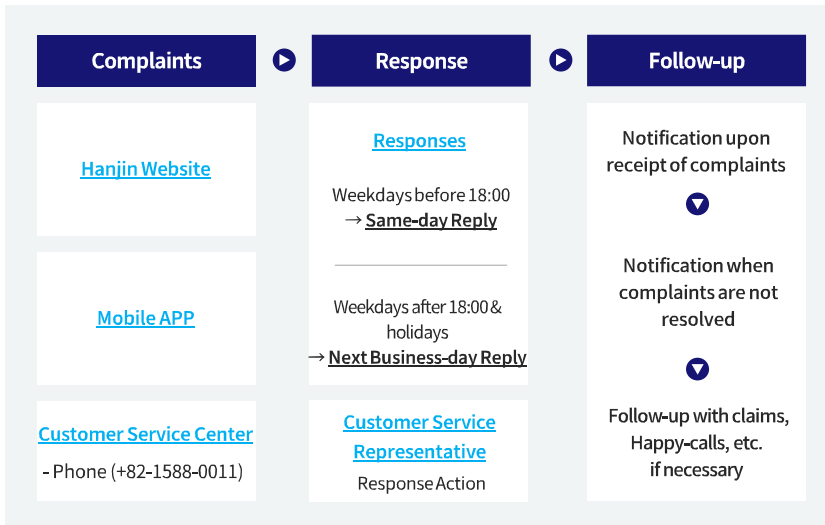 Complaints
Response
Follow-up
Hanjin Website
Mobile APP
Customer Service Center
- Phone (+82-1588-0011)
Responses
Weekdays before 18:00
→ Same-day Reply
Weekdays after 18:00 &
holidays
→ Next Business-day Reply
Customer Service
Representative
Response Action
Notification upon
receipt of complaints
Notification when
complaints are not
resolved
Follow-up with claims,
Happy-calls, etc.
if necessary